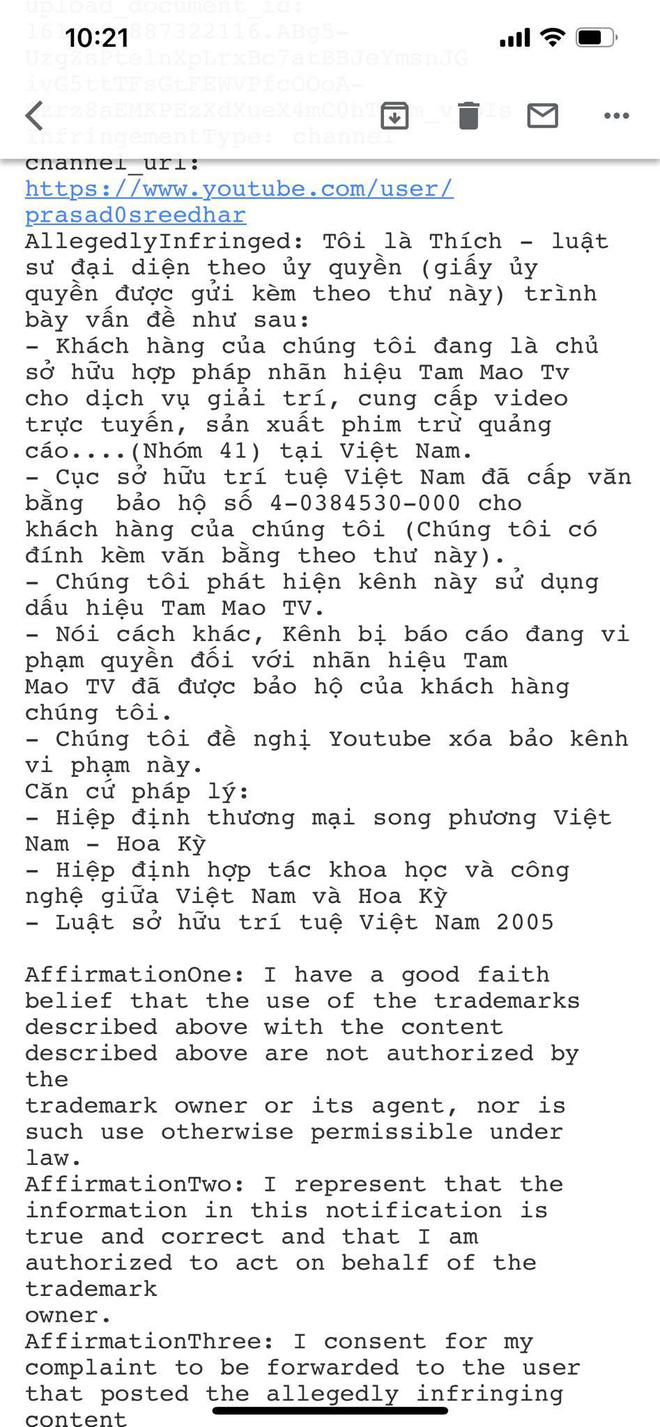 upload_document_id:
10:21
channel_url:
https://www.youtube.com/user/
prasad0sreedhar
AllegedlyInfringed: Tôi là Thích - luật
sư đại diện theo ủy quyền (giấy ủy
quyền được gửi kèm theo thư này) trình
bày vấn đề như sau:
- Khách hàng của chúng tôi đang là chủ
sở hữu hợp pháp nhãn hiệu Tam Mao Tv
cho dịch vụ giải trí, cung cấp video
trực tuyến, sản xuất phim trừ quảng
cáo....(Nhóm 41) tại Việt Nam.
- Cục sở hữu trí tuệ Việt Nam đã cấp văn
bằng  bảo hộ số 4-0384530-000 cho
khách hàng của chúng tôi (Chúng tôi có
đính kèm văn bằng theo thư này).
- Chúng tôi phát hiện kênh này sử dụng
dấu hiệu Tam Mao TV.
- Nói cách khác, Kênh bị báo cáo đang vi
phạm quyền đối với nhãn hiệu Tam
Mao TV đã được bảo hộ của khách hàng
chúng tôi.
- Chúng tôi đề nghị Youtube xóa bảo kênh
vi phạm này.
Căn cứ pháp lý:
- Hiệp định thương mại song phương Việt
Nam - Hoa Kỳ
- Hiệp định hợp tác khoa học và công
nghệ giữa Việt Nam và Hoa Kỳ
- Luật sở hữu trí tuệ Việt Nam 2005
AffirmationOne: I have a good faith
belief that the use of the trademarks
described above with the content
described above are not authorized by
the
trademark owner or its agent, nor is
such use otherwise permissible under
law.
AffirmationTwo: I represent that the
information in this notification is
true and correct and that I am
authorized to act on behalf of the
trademark
owner.
AffirmationThree: I consent for my
complaint to be forwarded to the user
that posted the allegedly infringing
content